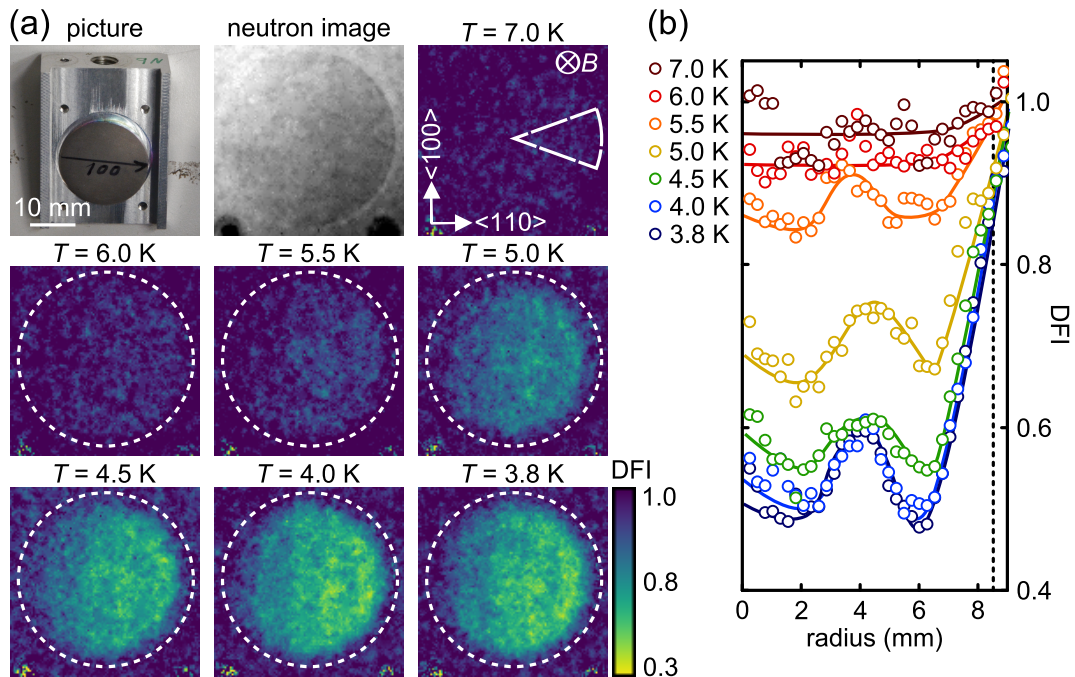 (a)
picture
neutron image
T = 7.0 K
100
10 mm
B
<100>
<110>
T = 6.0 K
T = 5.5 K
T = 5.0 K
T = 4.5 K
T = 4.0 K
T = 3.8 K
DFI
1.0
0.8
0.3
(b)
7.0 K
6.0 K
5.5 K
5.0 K
4.5 K
4.0 K
3.8 K
1.0
0.8
0.6
0.4
DFI
0 2 4 6 8
radius (mm)